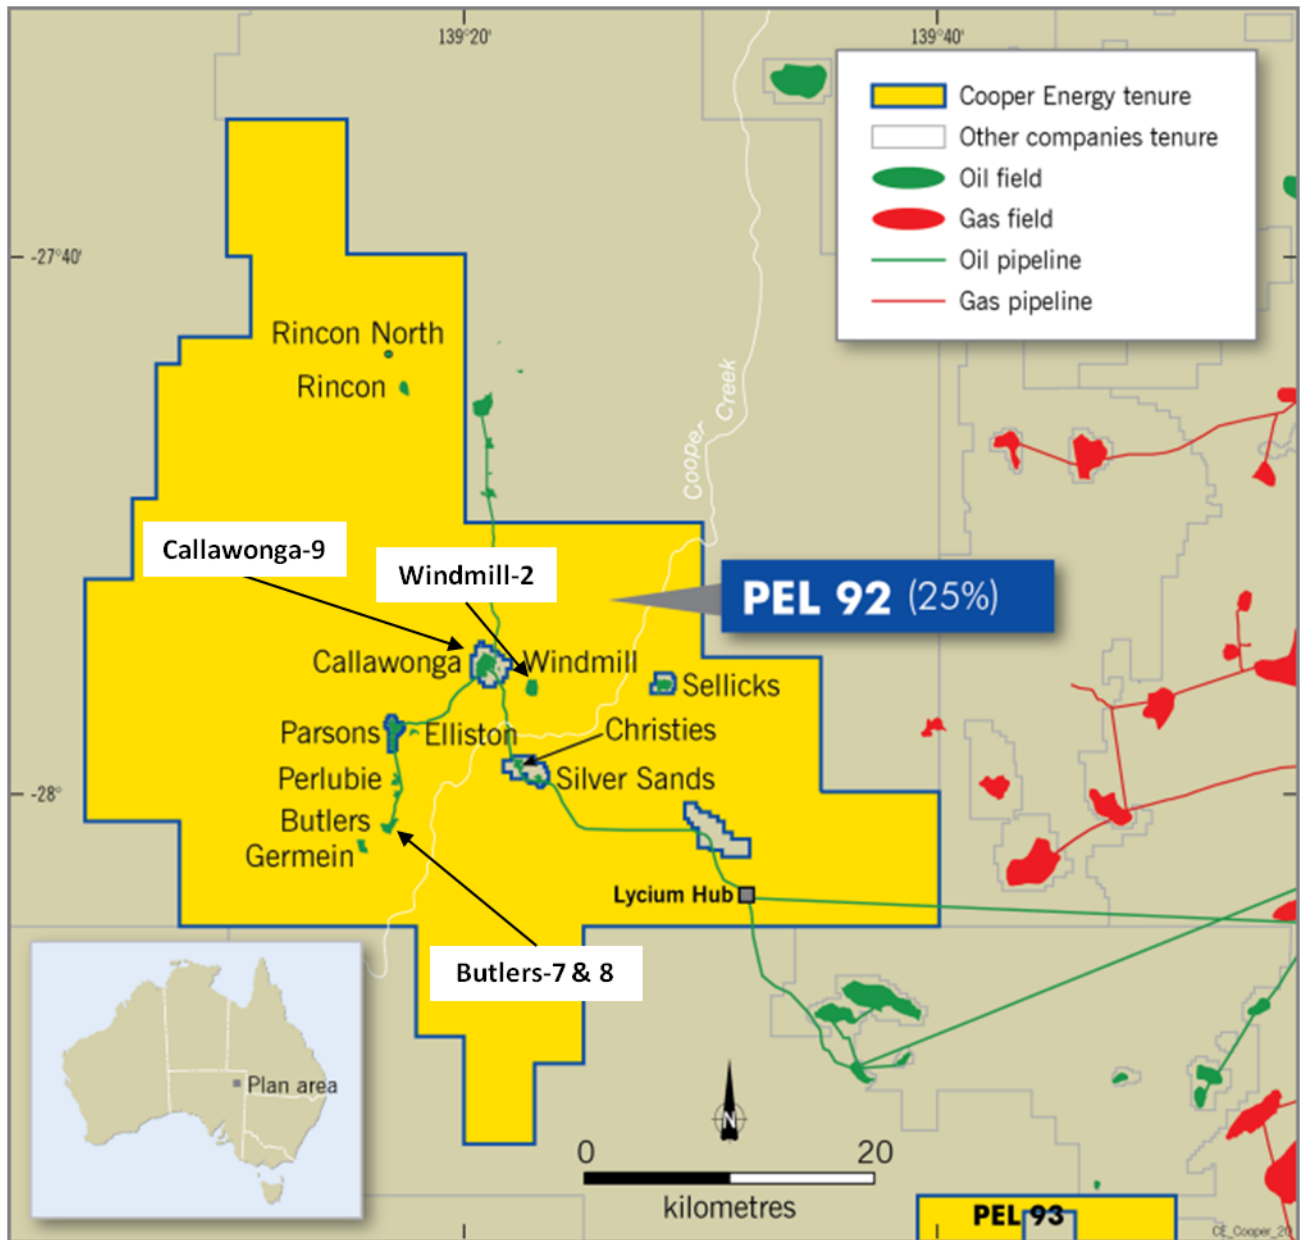 139°20'
139°40'
Cooper Energy tenure
Other companies tenure
Oil field
Gas field
Oil pipeline
Gas pipeline
-27°40'
Rincon North
Rincon
Cooper Creek
Callawonga-9
Windmill-2
PEL 92 (25%)
Callawonga
Windmill
Sellicks
Parsons
Elliston
Christies
Perlubie
Silver Sands
-28°
Butlers
Germein
Lycium Hub
Butlers-7 & 8
Plan area
N
0 20
kilometres
PEL 93